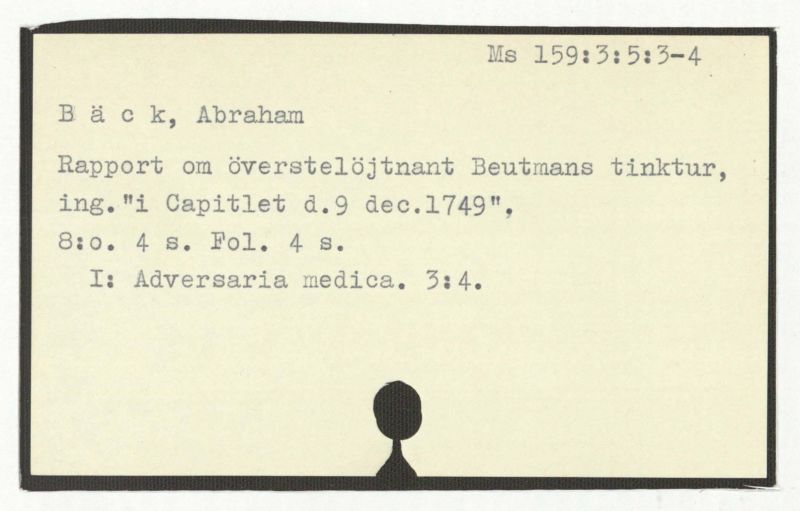 Ms 159:3:5:3-4
B ä c k, Abraham
Rapport om överstelöjtnant Beutmans tinktur,
ing."i Capitlet d.9 dec.1749",
8:o. 4 s. Fol. 4 s.
I: Adversaria medica. 3:4.